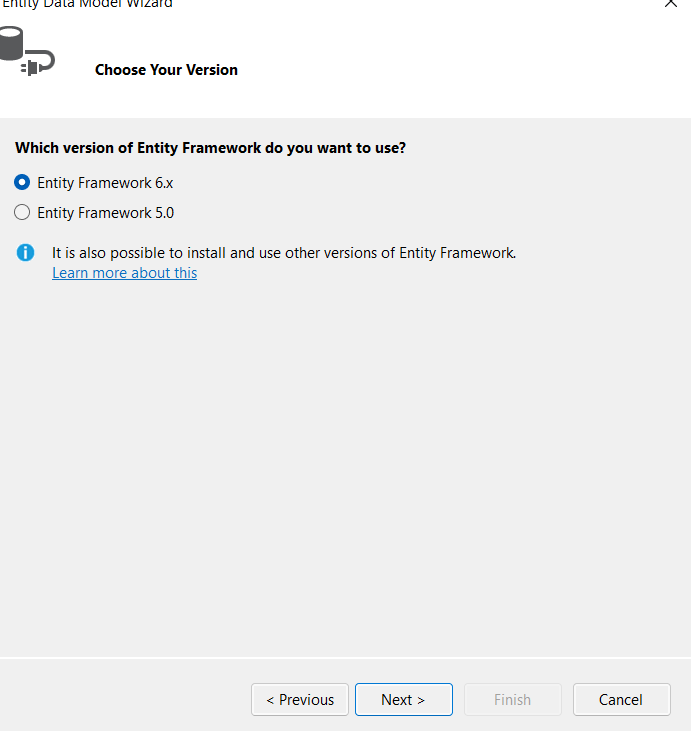 Entity Data Model Wizard
Choose Your Version
Which version of Entity Framework do you want to use?
Entity Framework 6.x
Entity Framework 5.0
It is also possible to install and use other versions of Entity Framework.
Learn more about this
< Previous
Next >
Finish
Cancel